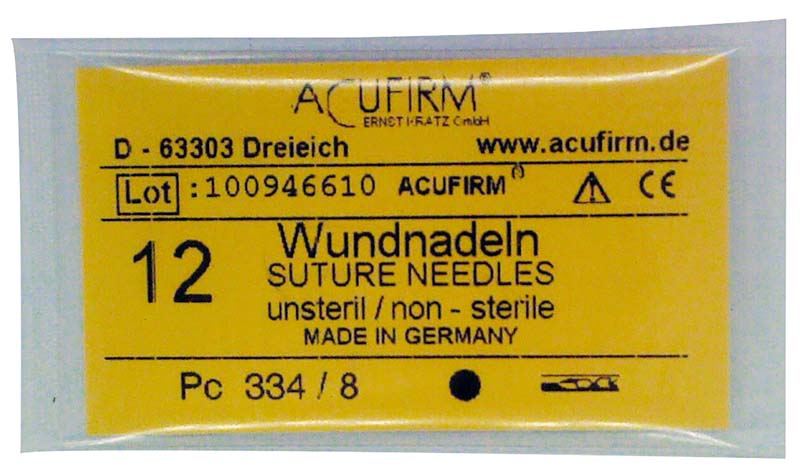 ACUFIRM®
ERNST KRATZ GmbH
D - 63303 Dreieich www.acufirm.de
Lot :100946610 ACUFIRM® CE
12 Wundnadeln
SUTURE NEEDLES
unsteril / non - sterile
MADE IN GERMANY
Pc 334 / 8